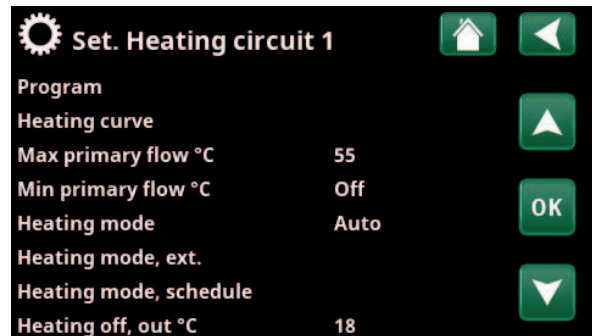 Set. Heating circuit 1
Program
Heating curve
Max primary flow °C 55
Min primary flow °C Off
Heating mode Auto
OK
Heating mode, ext.
Heating mode, schedule
Heating off, out °C 18